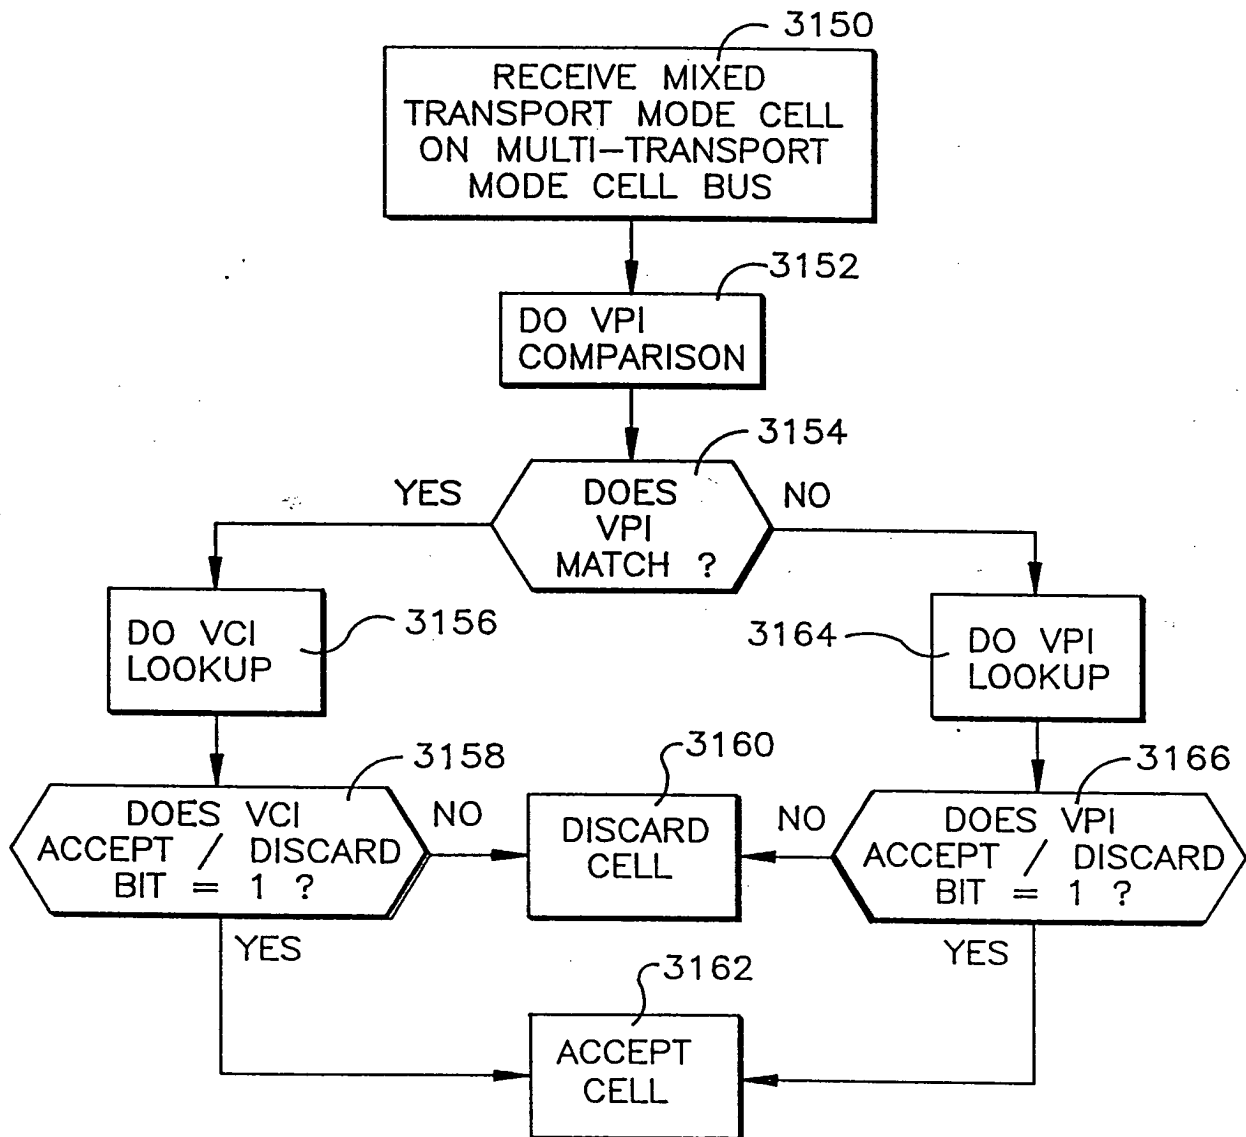 3150
RECEIVE MIXED
TRANSPORT MODE CELL
ON MULTI-TRANSPORT
MODE CELL BUS
3152
DO VPI
COMPARISON
3154
YES
DOES
VPI
MATCH ?
NO
DO VCI
LOOKUP
3156
3164
DO VPI
LOOKUP
3158
DOES VCI
ACCEPT / DISCARD
BIT = 1 ?
NO
YES
3160
DISCARD
CELL
3166
NO
DOES VPI
ACCEPT / DISCARD
BIT = 1 ?
YES
3162
ACCEPT
CELL